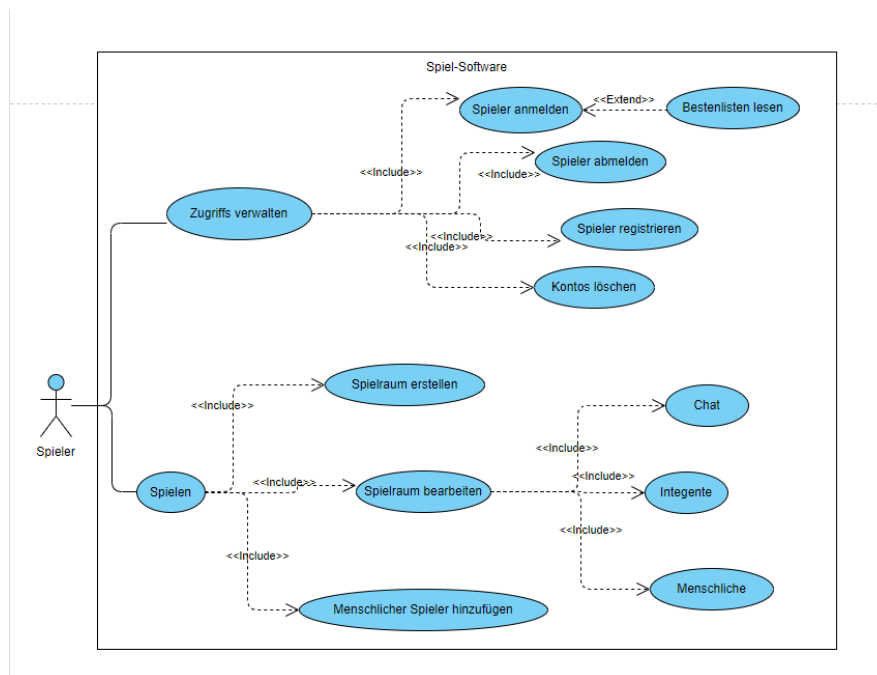 Spiel-Software
Spieler anmelden
<<Extend>>
Bestenlisten lesen
<<Include>>
Spieler abmelden
<<Include>>
Zugriffs verwalten
Spieler registrieren
<<Include>>
<<Include>>
Kontos löschen
Spielraum erstellen
<<Include>>
Chat
Spieler
<<Include>>
Spielen
<<Include>>
Spielraum bearbeiten
<<Include>>
Integente
<<Include>>
<<Include>>
Menschliche
Menschlicher Spieler hinzufügen